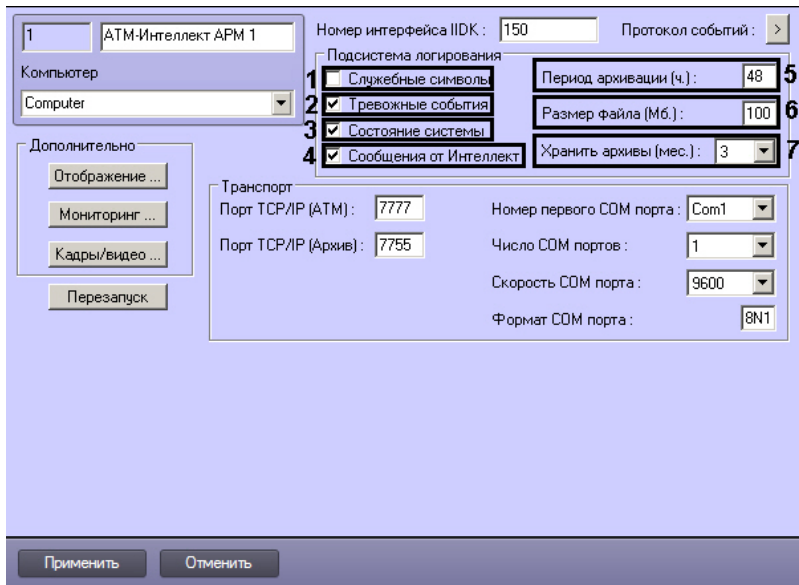 1 АТМ-Интеллект АРМ 1
Номер интерфейса IIDK : 150 Протокол событий : >
Компьютер
Computer
Подсистема логирования
1 Служебные символы
2 Тревожные события
3 Состояние системы
4 Сообщения от Интеллект
Период архивации (ч.) : 48 5
Размер файла (Мб.) : 100 6
Хранить архивы (мес.) : 3 7
Дополнительно
Отображение ...
Мониторинг ...
Кадры/видео ...
Перезапуск
Транспорт
Порт TCP/IP (АТМ) : 7777
Порт TCP/IP (Архив) : 7755
Номер первого COM порта : Com1
Число COM портов : 1
Скорость COM порта : 9600
Формат COM порта : 8N1
Применить Отменить